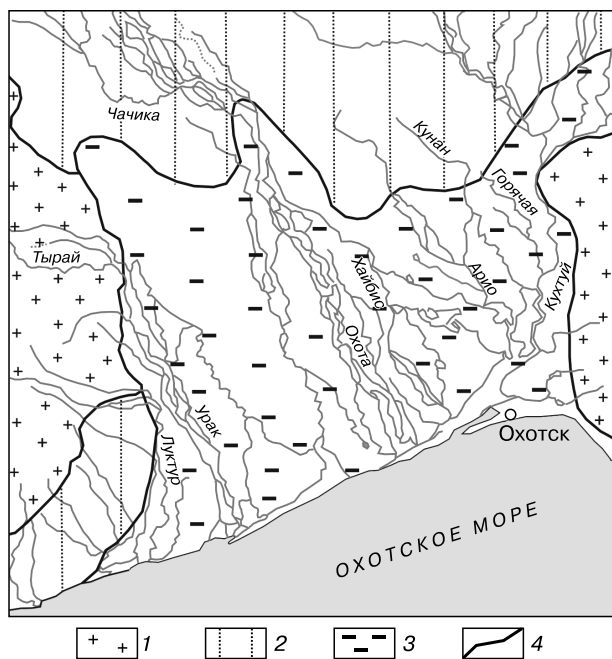 Чачика
Кунан
Горячая
Тырай
Хайбис
Арио
Кухтуй
Охота
Урак
Луктур
Охотск
ОХОТСКОЕ МОРЕ
1 2 3 4